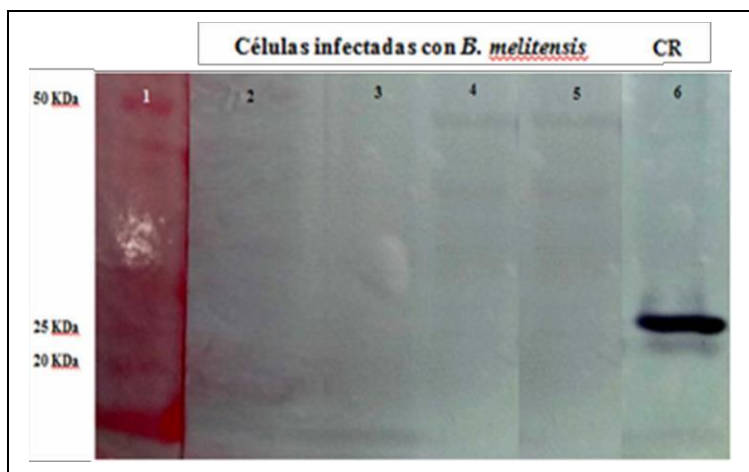 Células infectadas con B. melitensis CR
50 KDa
1 2 3 4 5 6
25 KDa
20 KDa